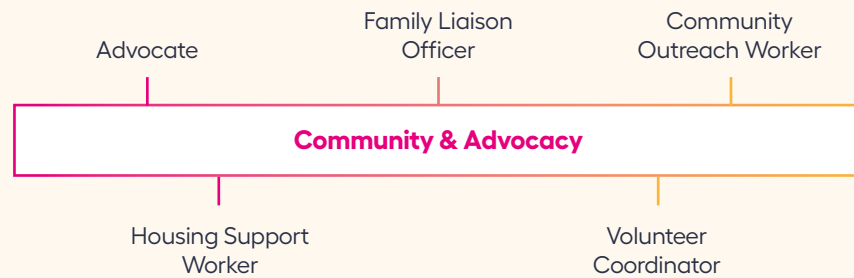 Advocate
Family Liaison
Officer
Community
Outreach Worker
Community & Advocacy
Housing Support
Worker
Volunteer
Coordinator